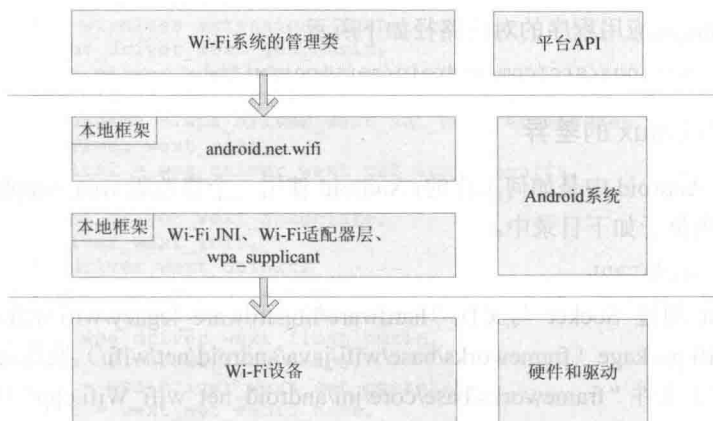 Wi-Fi系统的管理类
平台API
本地框架
android.net.wifi
Android系统
本地框架
Wi-Fi JNI、Wi-Fi适配器层、
wpa_supplicant
Wi-Fi设备
硬件和驱动